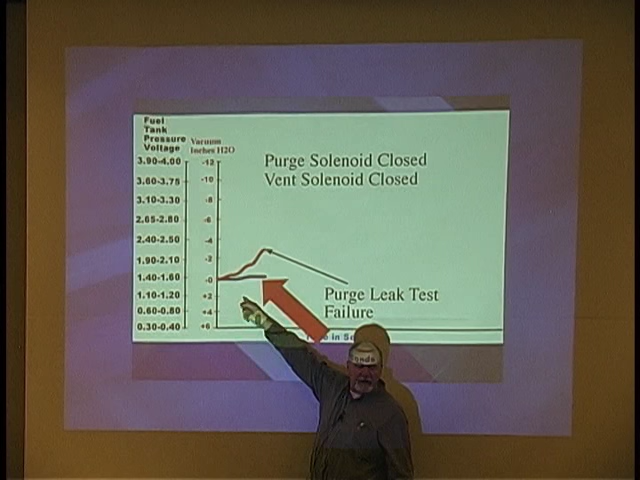 Fuel
Tank
Pressure
Voltage
Vacuum
Inches H2O
3.90-4.00 -12
3.60-3.75 -10
3.10-3.30 -8
2.65-2.80 -6
2.40-2.50 -4
1.90-2.10 -2
1.40-1.60 -0
1.10-1.20 +2
0.60-0.80 +4
0.30-0.40 +6
Purge Solenoid Closed
Vent Solenoid Closed
Purge Leak Test
Failure
in